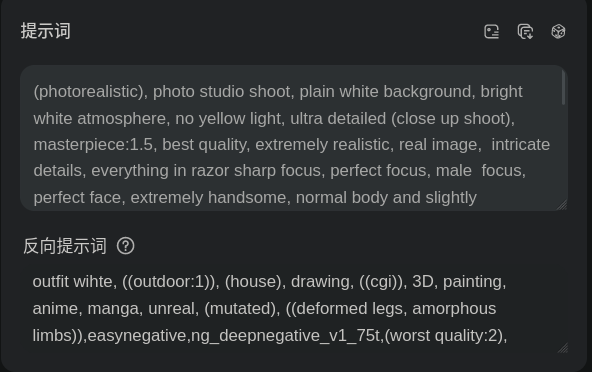 提示词
(photorealistic), photo studio shoot, plain white background, bright
white atmosphere, no yellow light, ultra detailed (close up shoot),
masterpiece:1.5, best quality, extremely realistic, real image,  intricate
details, everything in razor sharp focus, perfect focus, male  focus,
perfect face, extremely handsome, normal body and slightly
反向提示词 ?
outfit wihte, ((outdoor:1)), (house), drawing, ((cgi)), 3D, painting,
anime, manga, unreal, (mutated), ((deformed legs, amorphous
limbs)),easynegative,ng_deepnegative_v1_75t,(worst quality:2),